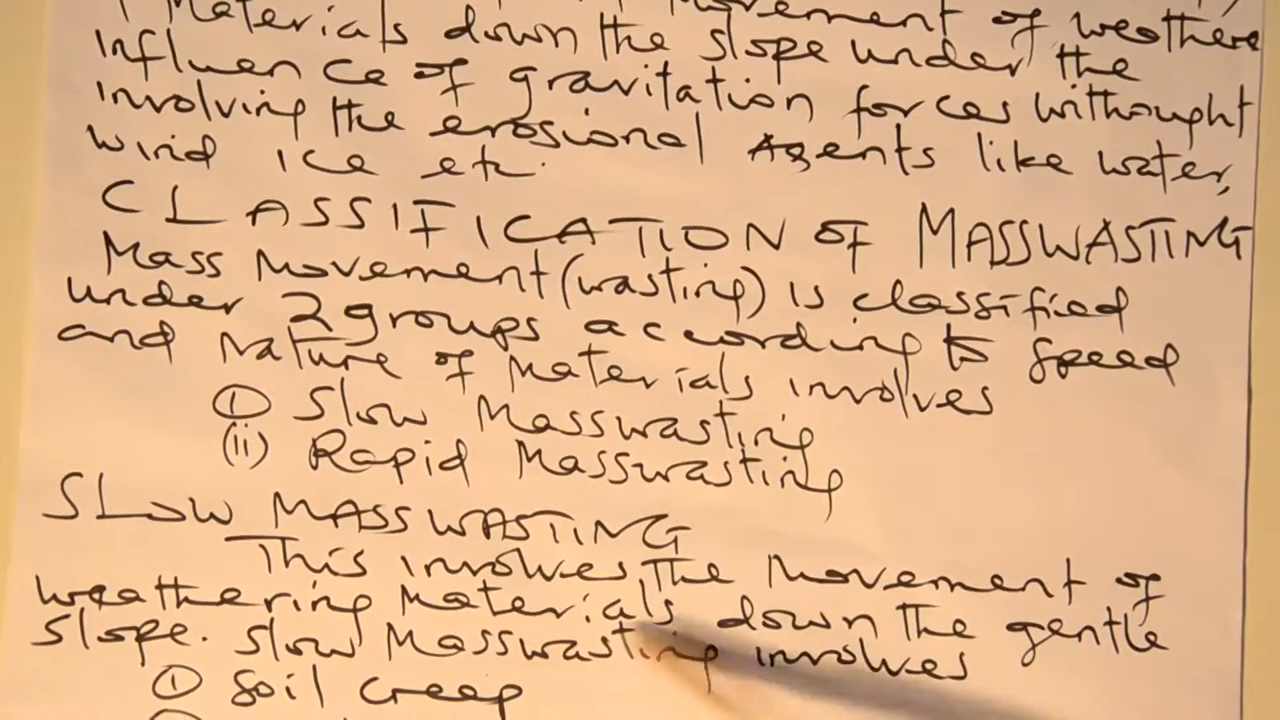 Materials down the slope under the
influence of gravitation forces withought
involving the erosional Agents like water,
wind ice etc.
CLASSIFICATION OF MASSWASTING
Mass Movement (wasting) is classified
under 2 groups according to speed
and Nature of Materials involves
(i) Slow Masswasting
(ii) Rapid Masswasting
SLOW MASSWASTING
This involves the Movement of
weathering Materials down the gentle
slope. Slow Masswasting involves
(i) Soil creep